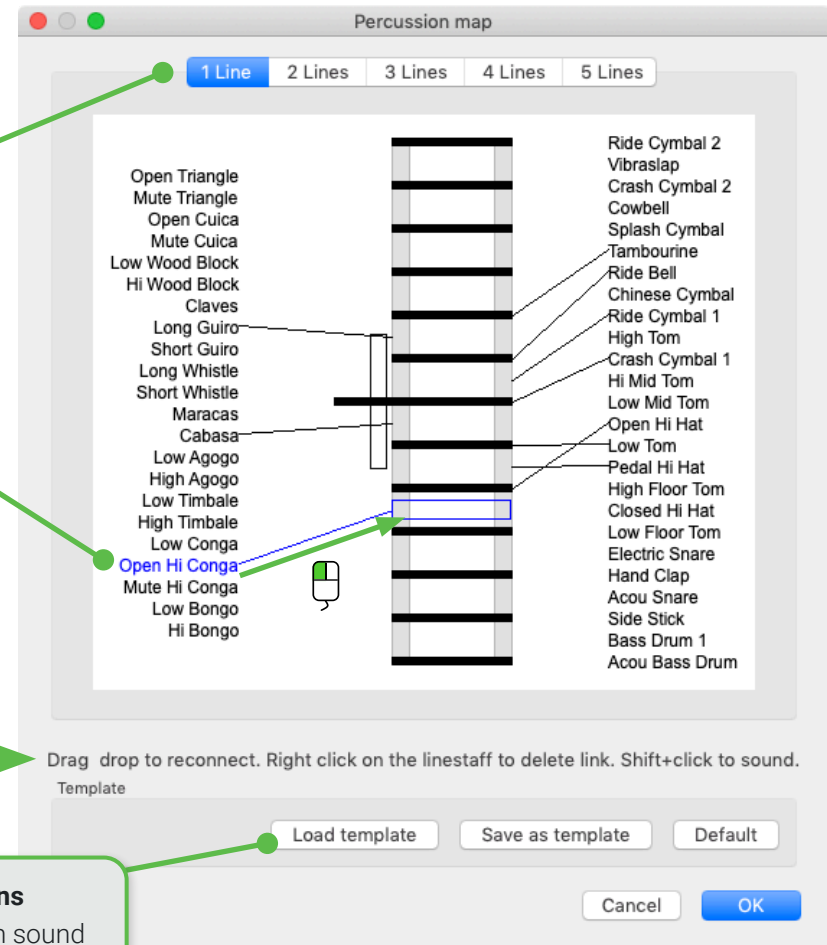 Percussion map
1 Line 2 Lines 3 Lines 4 Lines 5 Lines
Open Triangle
Mute Triangle
Open Cuica
Mute Cuica
Low Wood Block
Hi Wood Block
Claves
Long Guiro
Short Guiro
Long Whistle
Short Whistle
Maracas
Cabasa
Low Agogo
High Agogo
Low Timbale
High Timbale
Low Conga
Open Hi Conga
Mute Hi Conga
Low Bongo
Hi Bongo
Ride Cymbal 2
Vibraslap
Crash Cymbal 2
Cowbell
Splash Cymbal
Tambourine
Ride Bell
Chinese Cymbal
Ride Cymbal 1
High Tom
Crash Cymbal 1
Hi Mid Tom
Low Mid Tom
Open Hi Hat
Low Tom
Pedal Hi Hat
High Floor Tom
Closed Hi Hat
Low Floor Tom
Electric Snare
Hand Clap
Acou Snare
Side Stick
Bass Drum 1
Acou Bass Drum
Drag drop to reconnect. Right click on the linestaff to delete link. Shift+click to sound.
Template
Load template Save as template Default
Cancel OK
sound